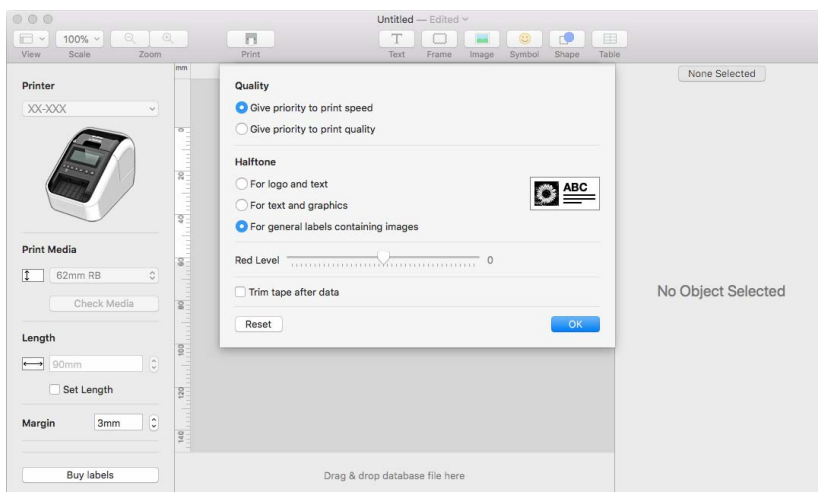 Untitled — Edited
100%
View
Scale
Zoom
Print
Text
Frame
Image
Symbol
Shape
Table
None Selected
mm
Printer
XX-XXX
Print Media
62mm RB
Check Media
Length
90mm
Set Length
Margin
3mm
Buy labels
0
20
40
60
80
100
120
140
Quality
Give priority to print speed
Give priority to print quality
Halftone
For logo and text
For text and graphics
For general labels containing images
ABC
Red Level
0
Trim tape after data
Reset
OK
No Object Selected
Drag & drop database file here